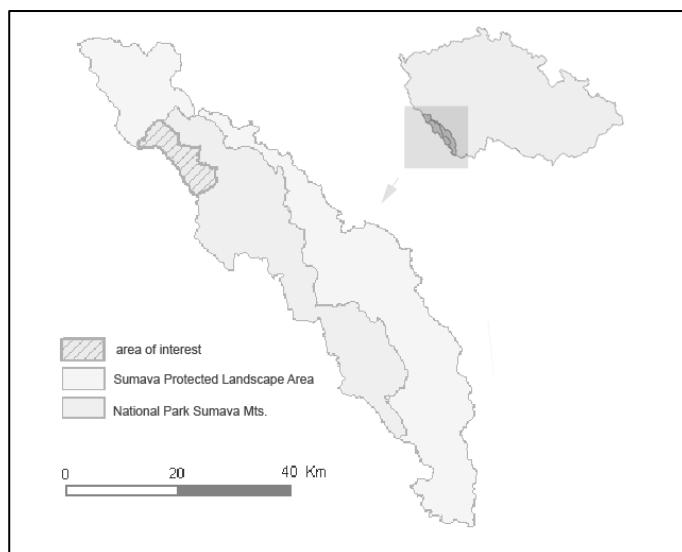 area of interest
Sumava Protected Landscape Area
National Park Sumava Mts.
0 20 40 Km